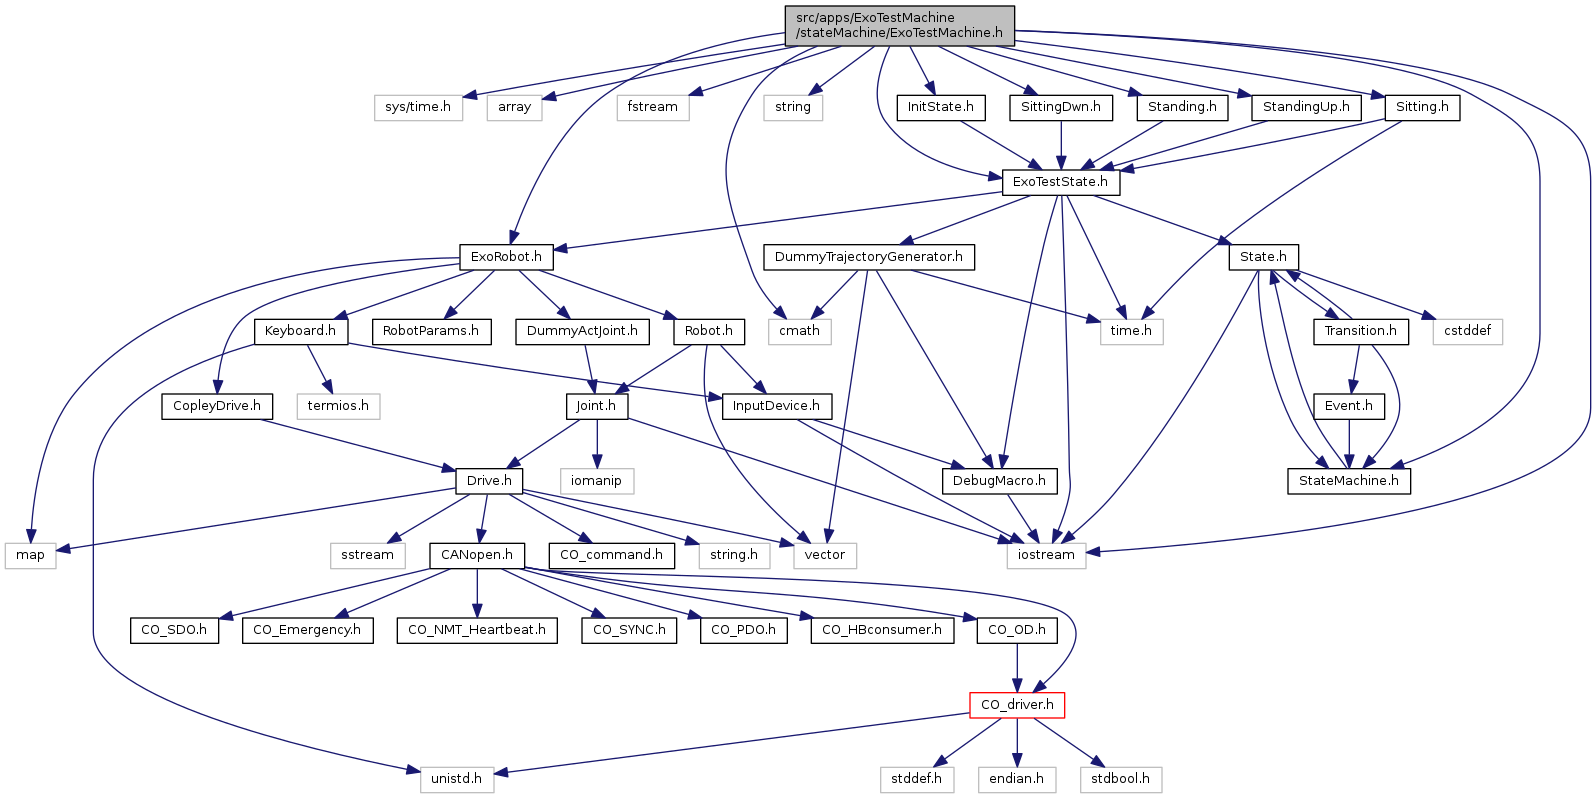 src/apps/ExoTestMachine
/stateMachine/ExoTestMachine.h
sys/time.h
array
fstream
string
InitState.h
SittingDwn.h
Standing.h
StandingUp.h
Sitting.h
ExoTestState.h
ExoRobot.h
DummyTrajectoryGenerator.h
State.h
Keyboard.h
RobotParams.h
DummyActJoint.h
Robot.h
cmath
time.h
Transition.h
cstddef
CopleyDrive.h
termios.h
Joint.h
InputDevice.h
Event.h
Drive.h
iomanip
DebugMacro.h
StateMachine.h
map
sstream
CANopen.h
CO_command.h
string.h
vector
iostream
CO_SDO.h
CO_Emergency.h
CO_NMT_Heartbeat.h
CO_SYNC.h
CO_PDO.h
CO_HBconsumer.h
CO_OD.h
CO_driver.h
unistd.h
stddef.h
endian.h
stdbool.h